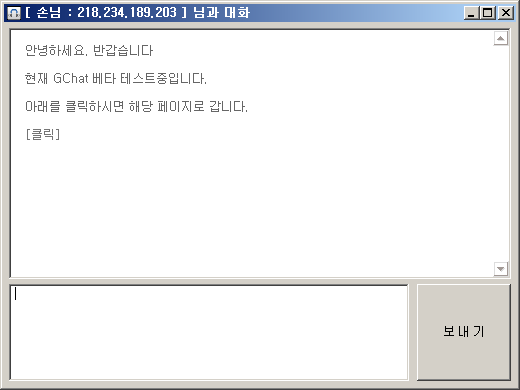 [ 손님 : 218,234,189,203 ] 님과 대화
안녕하세요. 반갑습니다
현재 GChat 베타 테스트중입니다.
아래를 클릭하시면 해당 페이지로 갑니다.
[클릭]
보내기